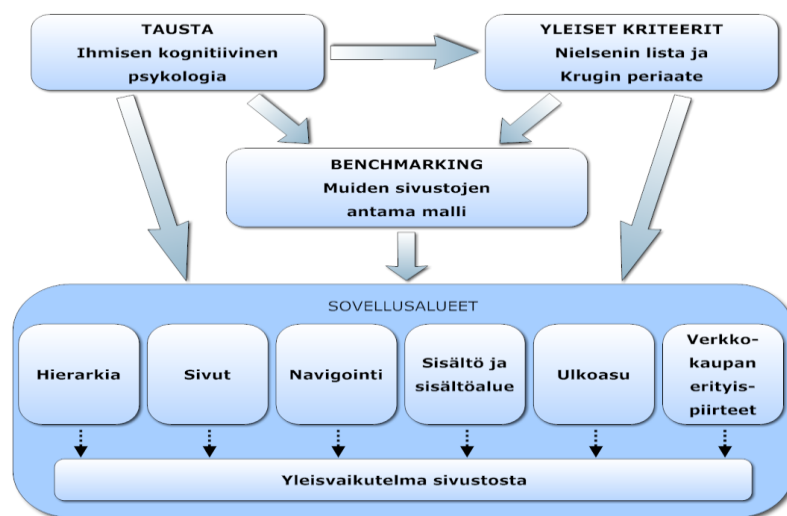 TAUSTA
Ihmisen kognitiivinen
psykologia
YLEISET KRITEERIT
Nielsenin lista ja
Krugin periaate
BENCHMARKING
Muiden sivustojen
antama malli
SOVELLUSALUEET
Hierarkia
Sivut
Navigointi
Sisältö ja
sisältöalue
Ulkoasu
Verkko-
kaupan
erityis-
piirteet
Yleisvaikutelma sivustosta